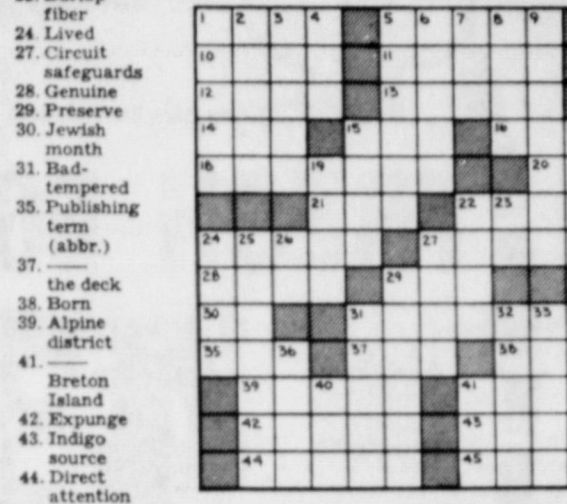 fiber
24. Lived
27. Circuit
safeguards
28. Genuine
29. Preserve
30. Jewish
month
31. Bad-
tempered
35. Publishing
term
(abbr.)
37. ——
the deck
38. Born
39. Alpine
district
41. ——
Breton
Island
42. Expunge
43. Indigo
source
44. Direct
attention
1 2 3 4 5 6 7 8 9
10 11
12 13
14 15 16
18 19 20
21 22 23
24 25 26 27
28 29
30 31 32 33
35 36 37 38
39 40 41
42 43
44 45